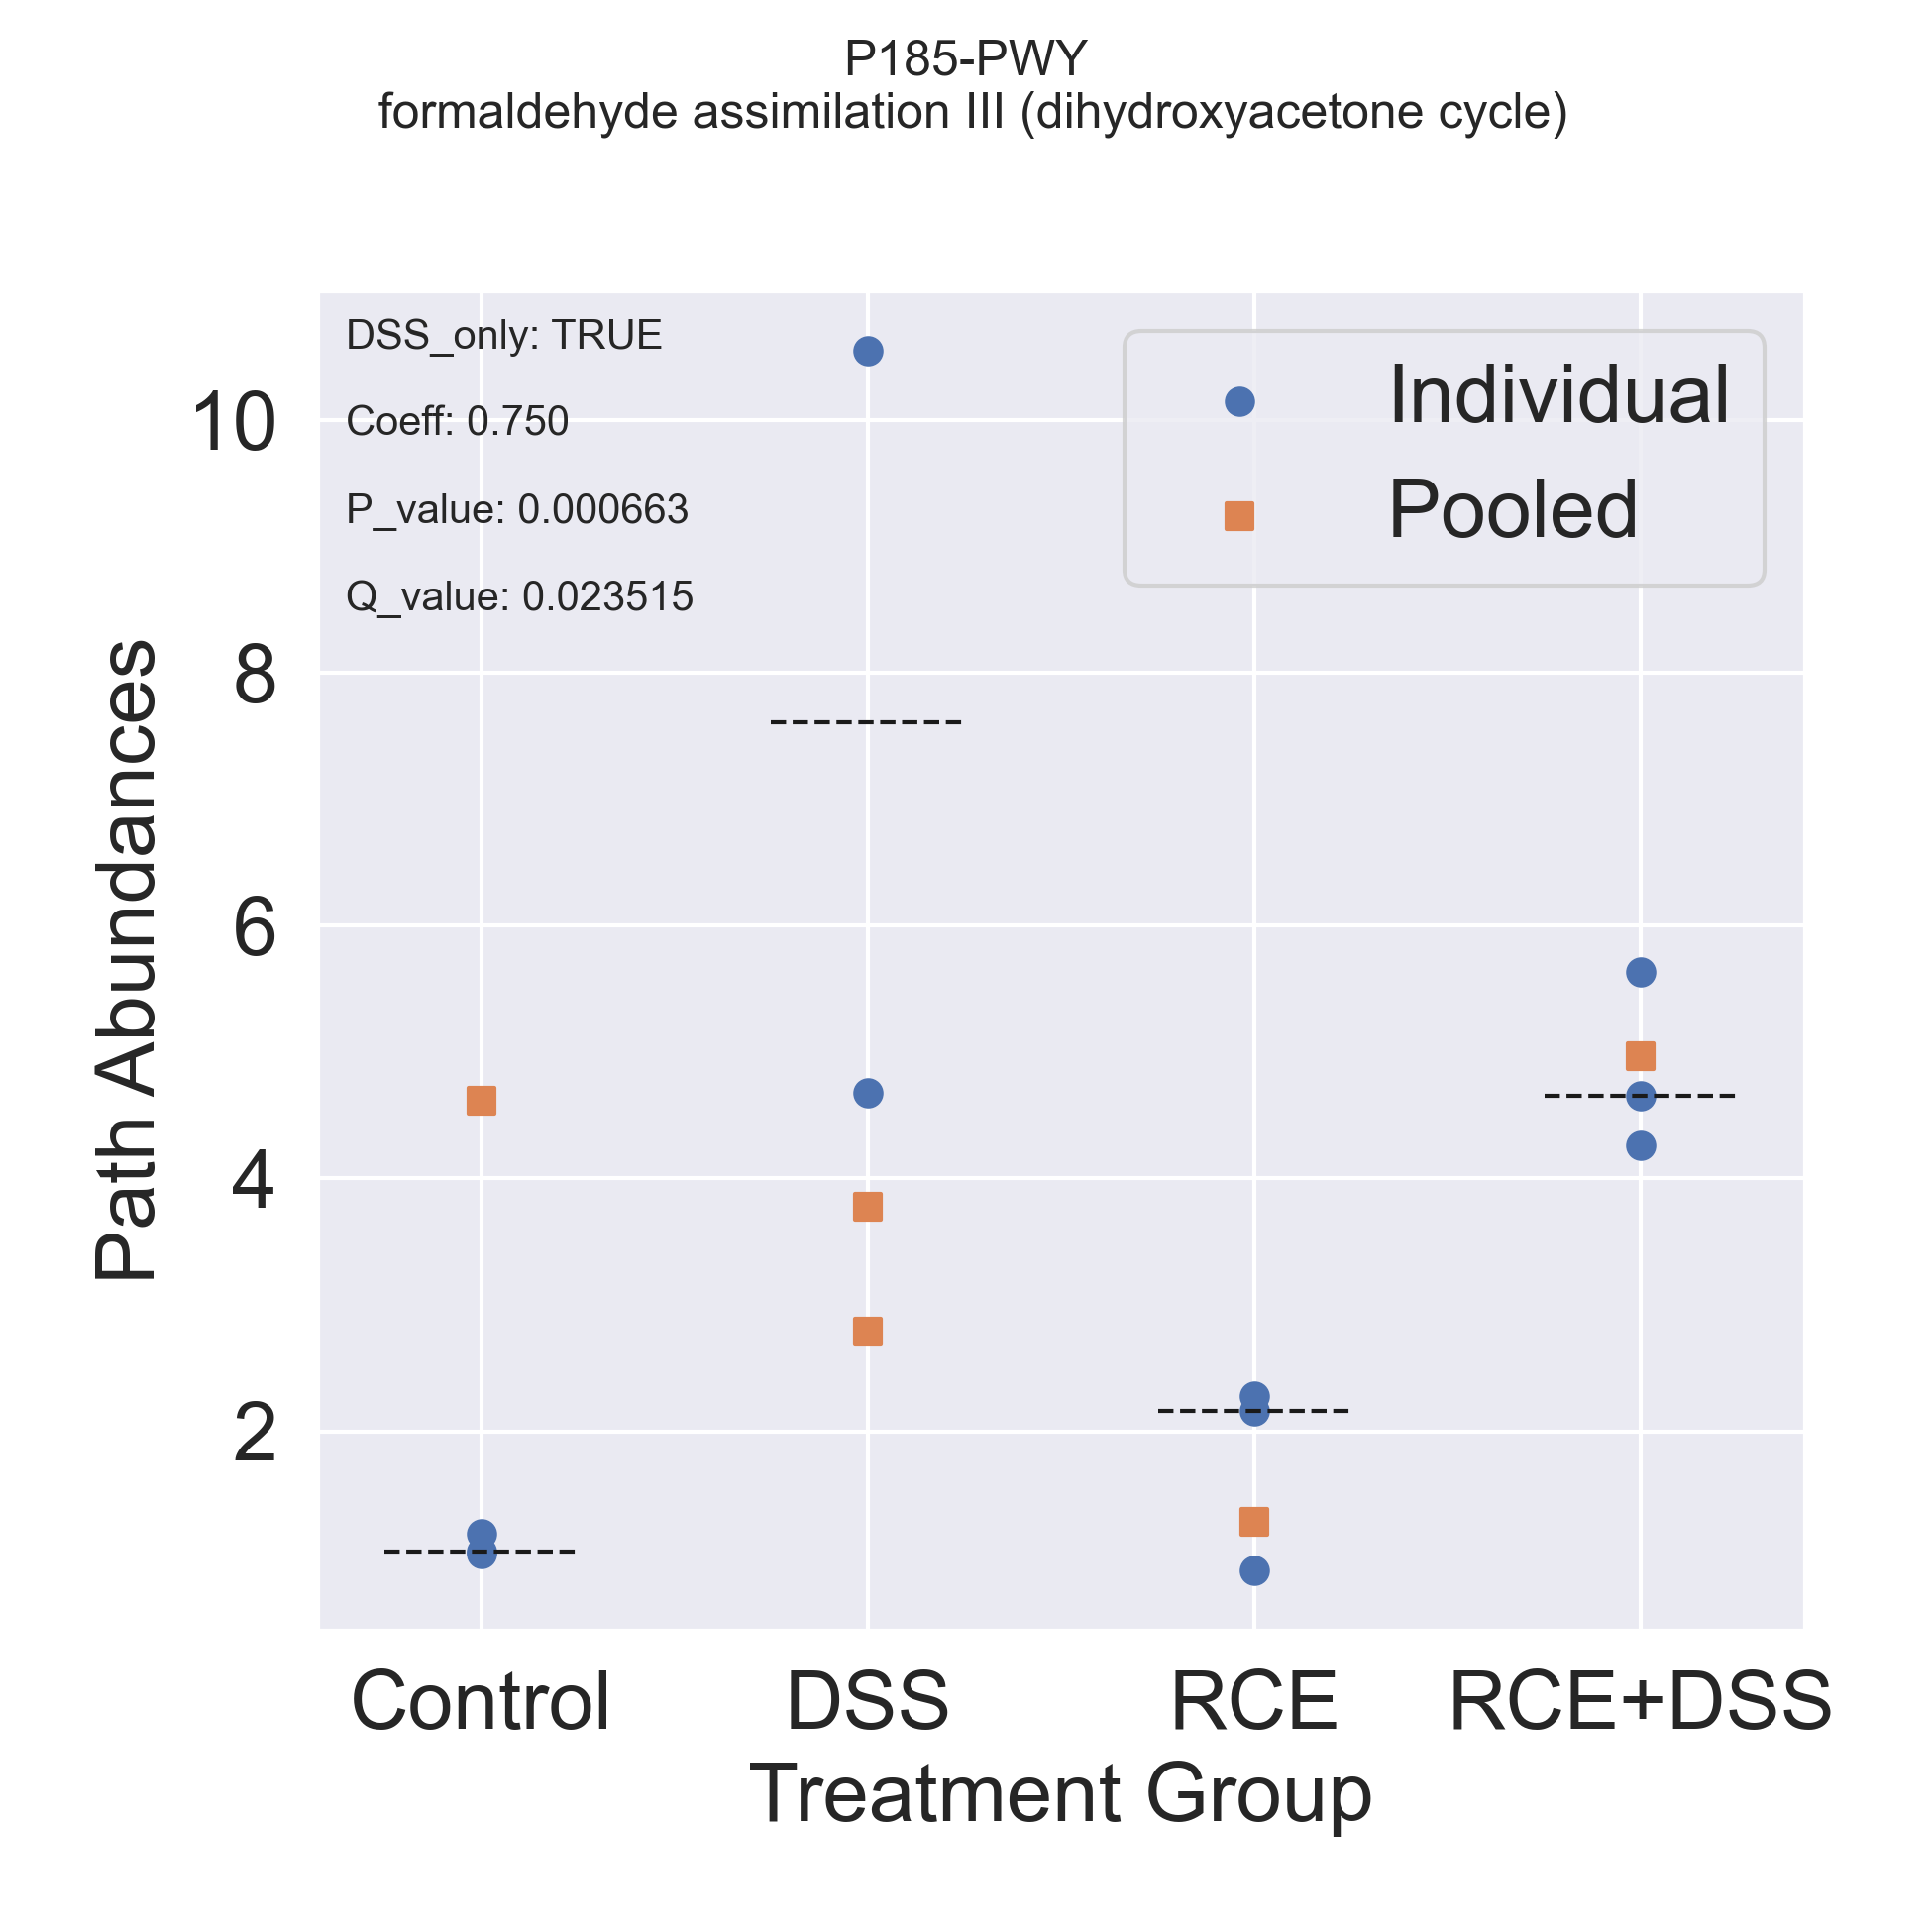 P185-PWY
formaldehyde assimilation III (dihydroxyacetone cycle)
DSS_only: TRUE
Coeff: 0.750
P_value: 0.000663
Q_value: 0.023515
Individual
Pooled
10
8
6
4
2
Path Abundances
Control
DSS
RCE
RCE+DSS
Treatment Group